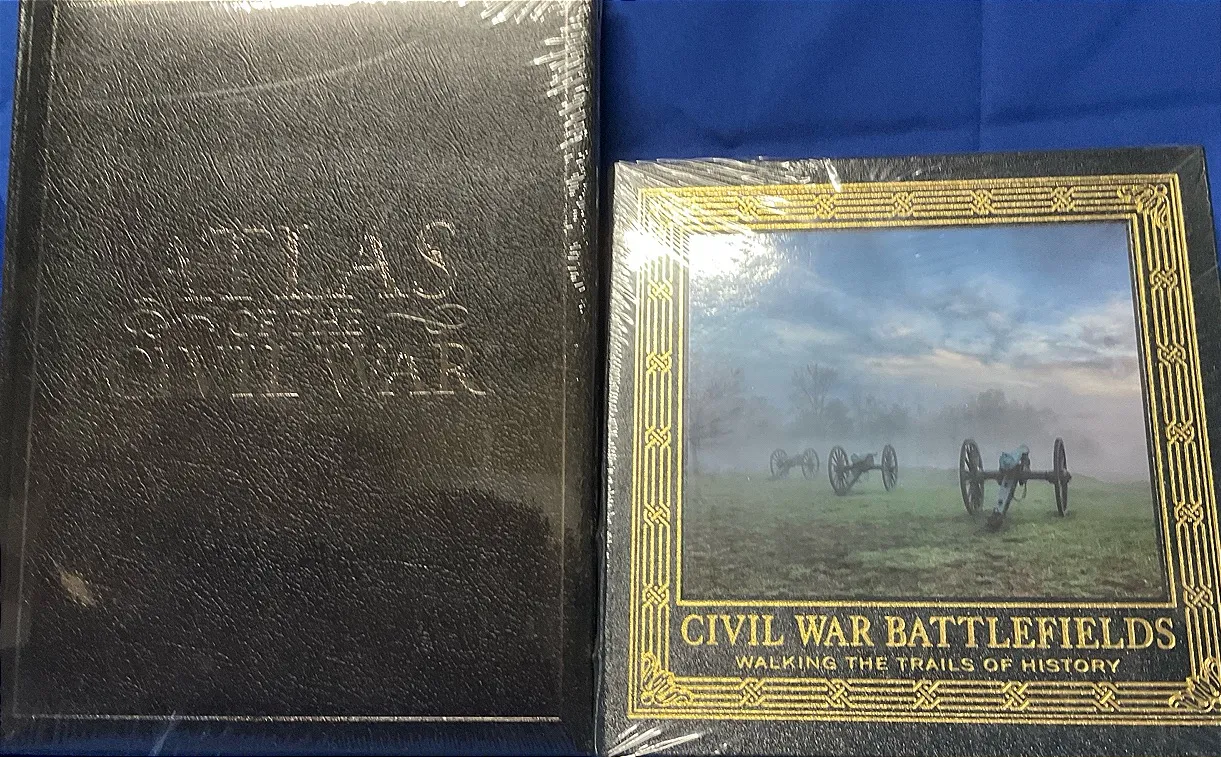 ATLAS
OF THE
CIVIL WAR
CIVIL WAR BATTLEFIELDS
WALKING THE TRAILS OF HISTORY